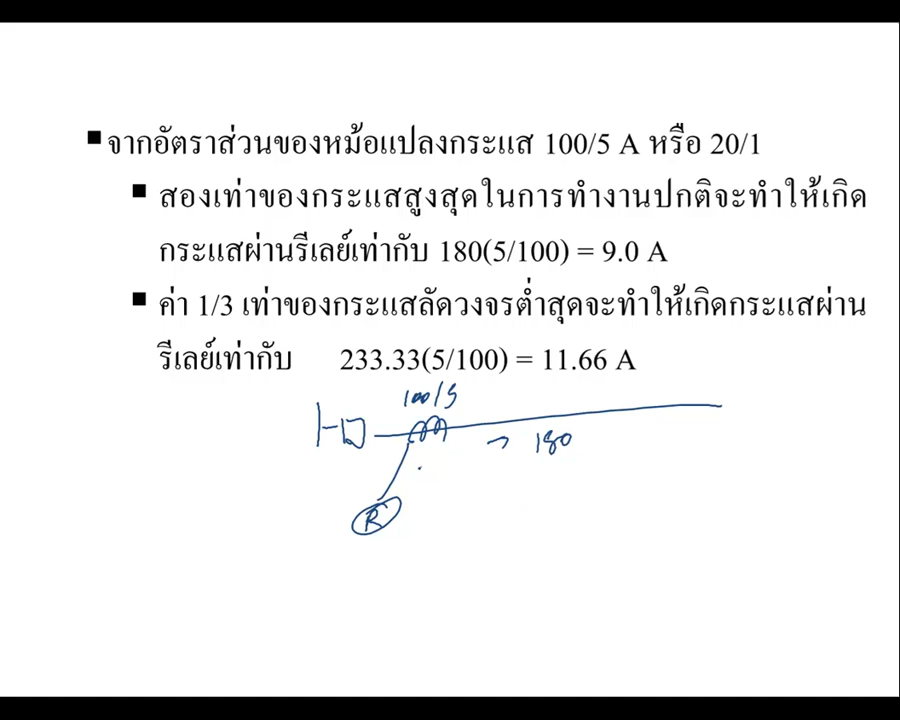 จากอัตราส่วนของหม้อแปลงกระแส 100/5 A หรือ 20/1
สองเท่าของกระแสสูงสุดในการทำงานปกติจะทำให้เกิด
กระแสผ่านรีเลย์เท่ากับ 180(5/100) = 9.0 A
ค่า 1/3 เท่าของกระแสลัดวงจรต่ำสุดจะทำให้เกิดกระแสผ่าน
รีเลย์เท่ากับ 233.33(5/100) = 11.66 A
100/5
180
R